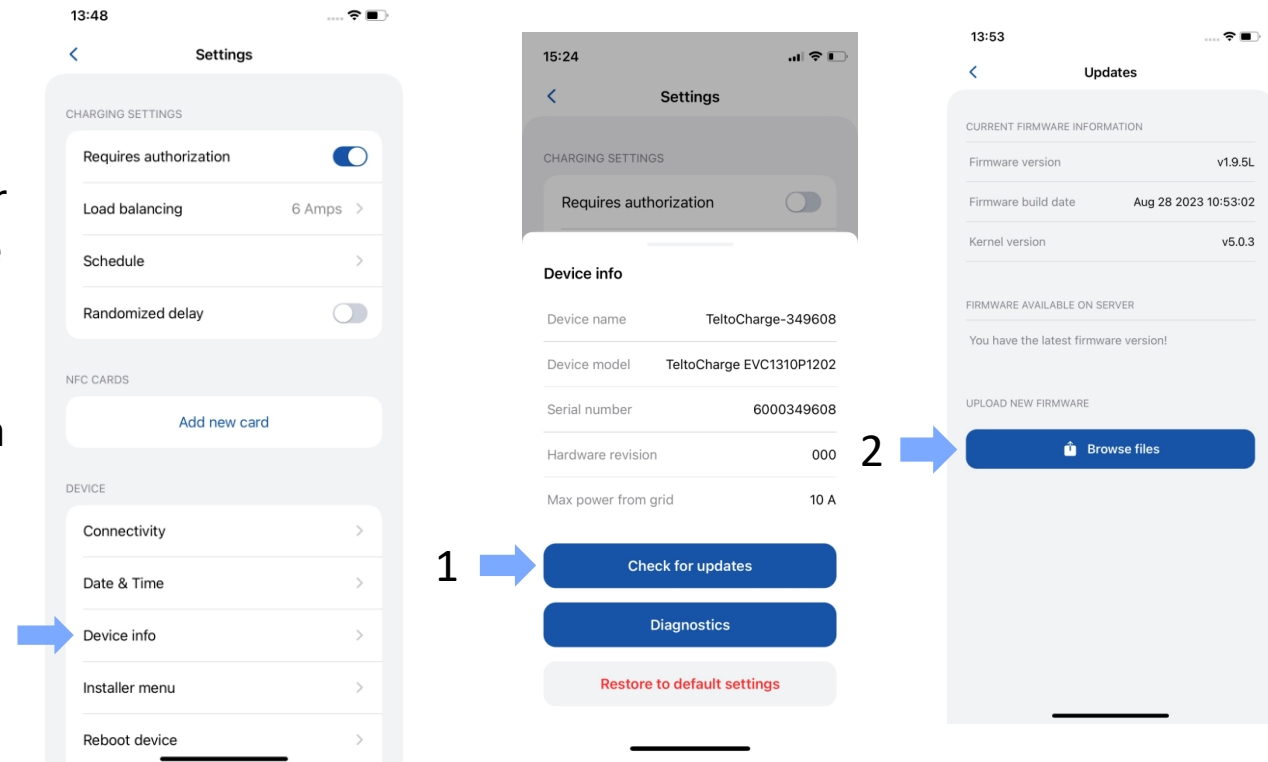 13:48
Settings
CHARGING SETTINGS
Requires authorization
Load balancing 6 Amps
Schedule
Randomized delay
NFC CARDS
Add new card
DEVICE
Connectivity
Date & Time
Device info
Installer menu
Reboot device
15:24
Settings
CHARGING SETTINGS
Requires authorization
Device info
Device name TeltoCharge-349608
Device model TeltoCharge EVC1310P1202
Serial number 6000349608
Hardware revision 000
Max power from grid 10 A
1
Check for updates
Diagnostics
Restore to default settings
13:53
Updates
CURRENT FIRMWARE INFORMATION
Firmware version v1.9.5L
Firmware build date Aug 28 2023 10:53:02
Kernel version v5.0.3
FIRMWARE AVAILABLE ON SERVER
You have the latest firmware version!
UPLOAD NEW FIRMWARE
2
Browse files